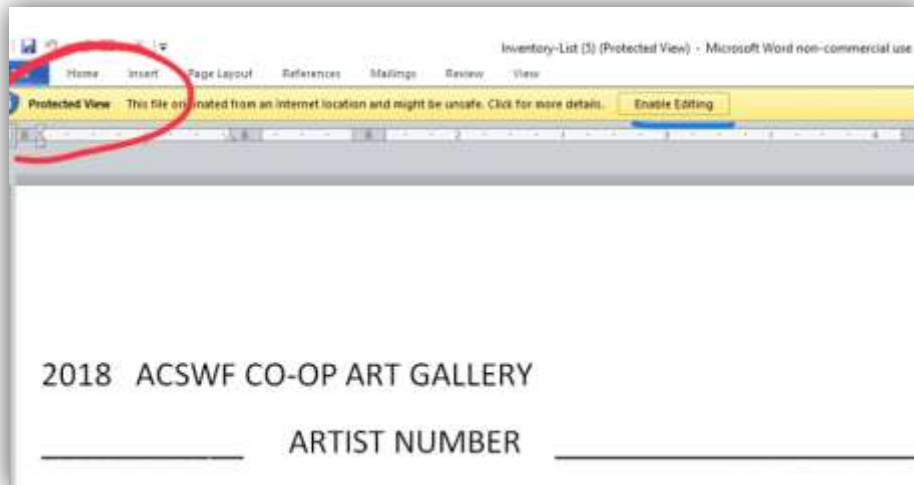 Inventory-List (3) (Protected View) - Microsoft Word non-commercial use
Home Insert Page Layout References Mailings Review View
Protected View This file originated from an Internet location and might be unsafe. Click for more details. Enable Editing
2018 ACSWF CO-OP ART GALLERY
ARTIST NUMBER